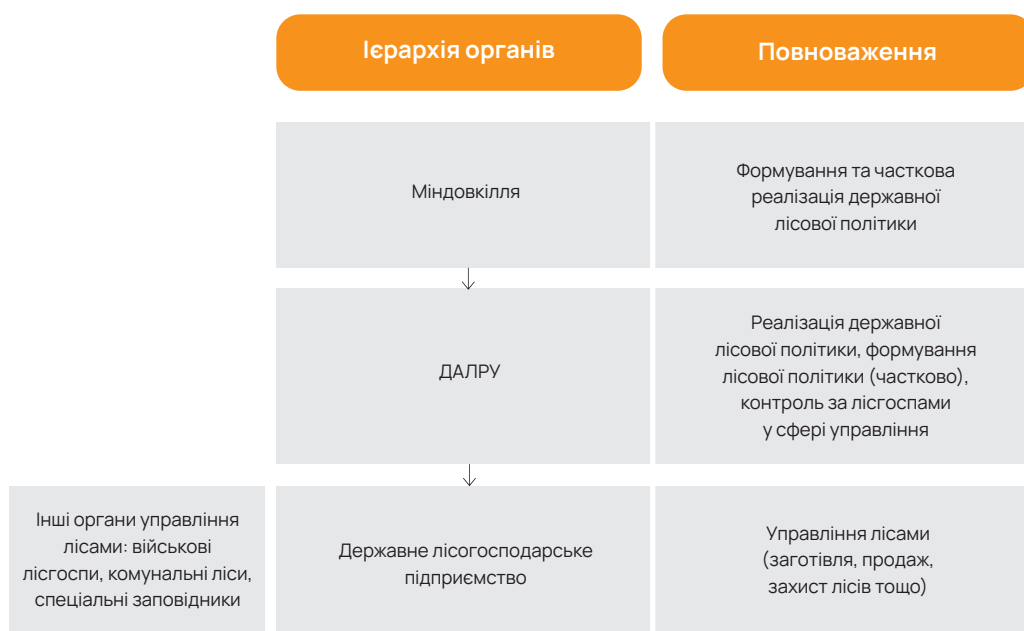 Ієрархія органів
Повноваження
Міндовкілля
Формування та часткова
реалізація державної
лісової політики
ДАЛРУ
Реалізація державної
лісової політики, формування
лісової політики (частково),
контроль за лісгоспами
у сфері управління
Інші органи управління
лісами: військові
лісгоспи, комунальні ліси,
спеціальні заповідники
Державне лісогосподарське
підприємство
Управління лісами
(заготівля, продаж,
захист лісів тощо)